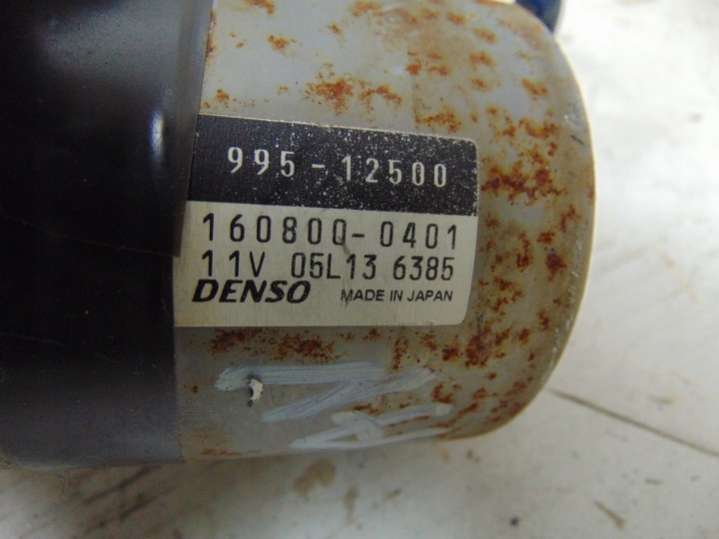 995-12500
160800-0401
11V 05L13 6385
DENSO MADE IN JAPAN